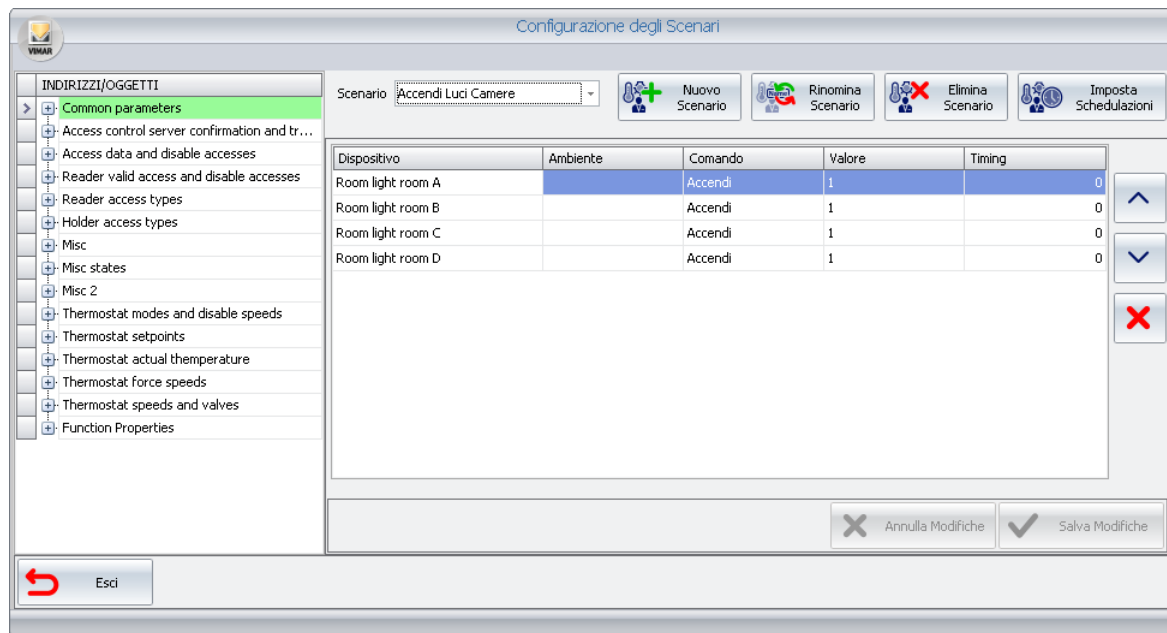 Configurazione degli Scenari
VIMAR
INDIRIZZI/OGGETTI
Common parameters
Access control server confirmation and tr...
Access data and disable accesses
Reader valid access and disable accesses
Reader access types
Holder access types
Misc
Misc states
Misc 2
Thermostat modes and disable speeds
Thermostat setpoints
Thermostat actual themperature
Thermostat force speeds
Thermostat speeds and valves
Function Properties
Scenario Accendi Luci Camere
Nuovo Scenario
Rinomina Scenario
Elimina Scenario
Imposta Schedulazioni
Dispositivo Ambiente Comando Valore Timing
Room light room A Accendi 1 0
Room light room B Accendi 1 0
Room light room C Accendi 1 0
Room light room D Accendi 1 0
Annulla Modifiche Salva Modifiche
Esci